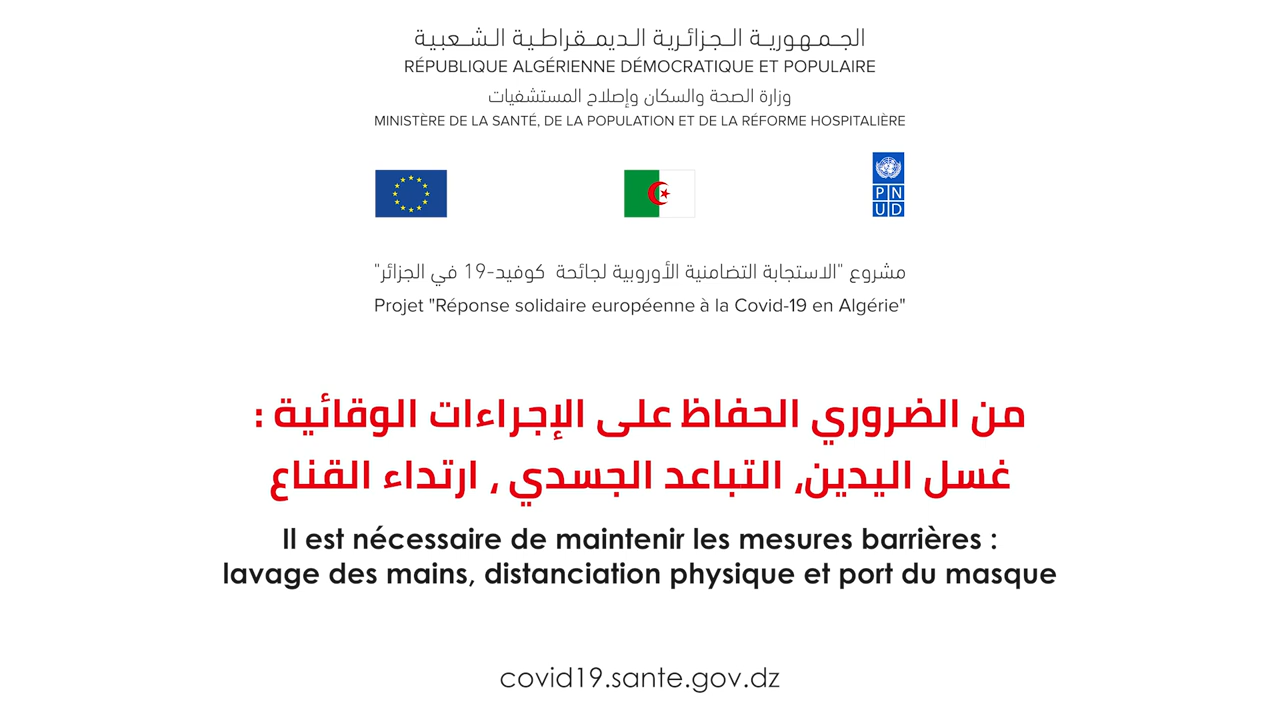 الجمهورية الجزائرية الديمقراطية الشعبية
RÉPUBLIQUE ALGÉRIENNE DÉMOCRATIQUE ET POPULAIRE
وزارة الصحة والسكان وإصلاح المستشفيات
MINISTÈRE DE LA SANTÉ, DE LA POPULATION ET DE LA RÉFORME HOSPITALIÈRE
PN
UD
مشروع "الاستجابة التضامنية الأوروبية لجائحة كوفيد-19 في الجزائر"
Projet "Réponse solidaire européenne à la Covid-19 en Algérie"
من الضروري الحفاظ على الإجراءات الوقائية :
غسل اليدين، التباعد الجسدي ، ارتداء القناع
Il est nécessaire de maintenir les mesures barrières :
lavage des mains, distanciation physique et port du masque
covid19.sante.gov.dz